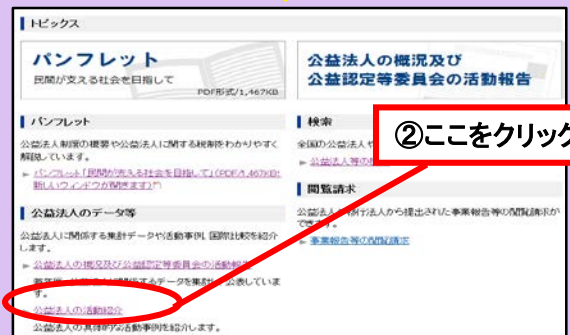 トピックス
パンフレット
民間が支える社会を目指して
PDF形式/1,467KB
公益法人の概況及び
公益認定等委員会の活動報告
パンフレット
公益法人制度の概要や公益法人に関する税制をわかりやすく
解説しています。
パンフレット「民間が支える社会を目指して」(PDF/1,467KB:
新しいウィンドウが開きます)
公益法人のデータ等
公益法人に関係する集計データや活動事例、国際比較を紹介
します。
公益法人の概況及び公益認定等委員会の活動報告
データを集計し、公表していま
す。
公益法人の活動紹介
公益法人の具体的な活動事例を紹介します。
検索
全国の公益法人や
公益法人等の
②ここをクリック
閲覧請求
法人から提出された事業報告等の閲覧請求が
できます。
事業報告等の閲覧請求